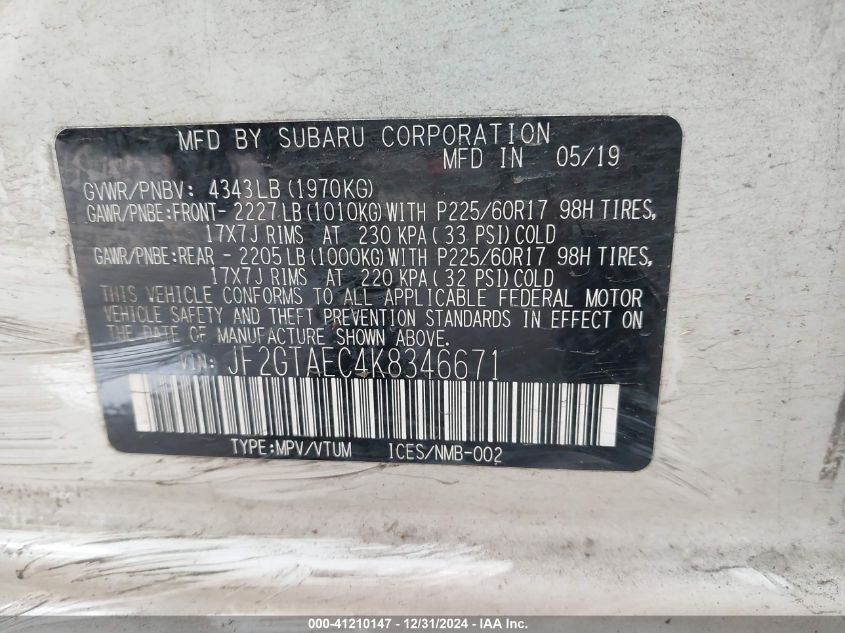 MFD BY SUBARU CORPORATION
MFD IN 05/19
GVWR/PNBV: 4343LB(1970KG)
GAWR/PNBE:FRONT- 2227LB(1010KG)WITH P225/60R17 98H TIRES,
17X7J RIMS AT 230 KPA( 33 PSI)COLD
GAWR/PNBE:REAR - 2205LB(1000KG)WITH P225/60R17 98H TIRES,
17X7J RIMS AT 220 KPA( 32 PSI)COLD
THIS VEHICLE CONFORMS TO ALL APPLICABLE FEDERAL MOTOR
VEHICLE SAFETY AND THEFT PREVENTION STANDARDS IN EFFECT ON
THE DATE OF MANUFACTURE SHOWN ABOVE.
VIN: JF2GTAEC4K8346671
TYPE:MPV/VTUM ICES/NMB-002
000-41210147 - 12/31/2024 - IAA Inc.